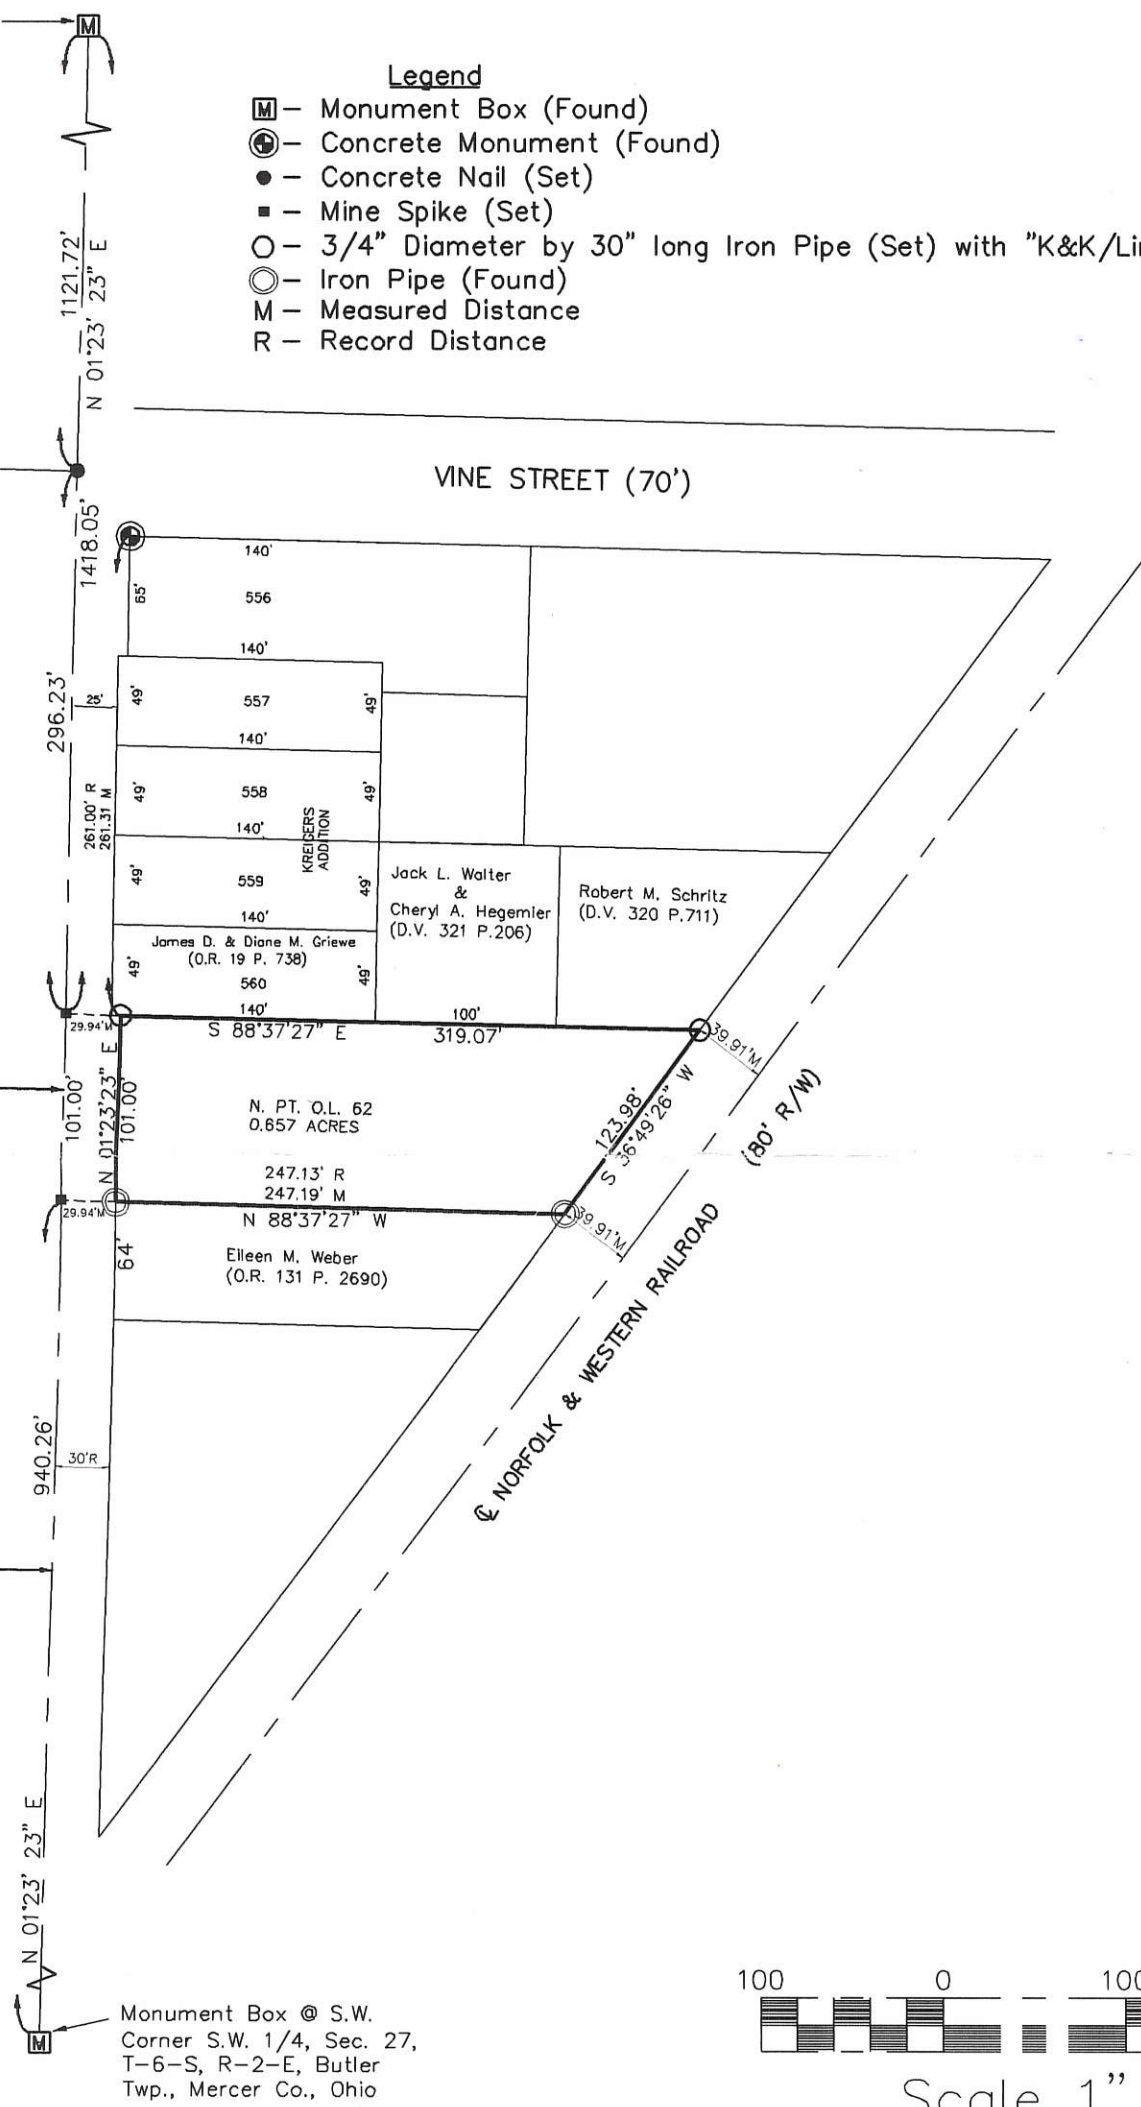 M
Legend
M – Monument Box (Found)
– Concrete Monument (Found)
– Concrete Nail (Set)
– Mine Spike (Set)
– 3/4" Diameter by 30" long Iron Pipe (Set) with "K&K/
– Iron Pipe (Found)
M – Measured Distance
R – Record Distance
1121.72'
N 01°23' 23" E
VINE STREET (70')
1418.05'
140'
65'
556
140'
296.23'
25'
49'
557
49'
140'
261.00' R
261.31 M
49'
558
49'
140'
KREIGERS
ADDITION
49'
559
49'
140'
Jack L. Walter
&
Cheryl A. Hegemier
(D.V. 321 P.206)
Robert M. Schritz
(D.V. 320 P.711)
James D. & Diane M. Griewe
(O.R. 19 P. 738)
49'
560
49'
140'
100'
29.94'M
S 88°37'27" E
319.07'
39.91'M
101.00'
N 01°23'23" E
101.00'
N. PT. O.L. 62
0.657 ACRES
123.98'
S 36°49'26" W
(80' R/W)
247.13' R
247.19' M
29.94'M
N 88°37'27" W
39.91'M
64'
Eileen M. Weber
(O.R. 131 P. 2690)
℄ NORFOLK & WESTERN RAILROAD
940.26'
30'R
N 01°23' 23" E
M
Monument Box @ S.W.
Corner S.W. 1/4, Sec. 27,
T-6-S, R-2-E, Butler
Twp., Mercer Co., Ohio
100 0 100
Scale 1"